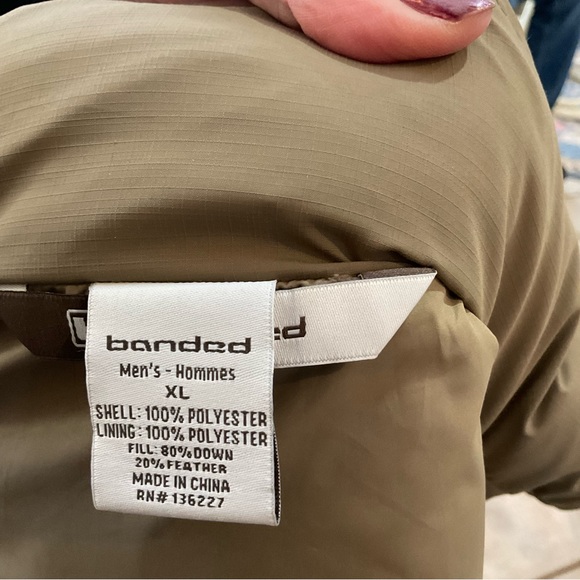 banded
Men's - Hommes
XL
SHELL: 100% POLYESTER
LINING: 100% POLYESTER
FILL: 80% DOWN
20% FEATHER
MADE IN CHINA
RN# 136227
ed